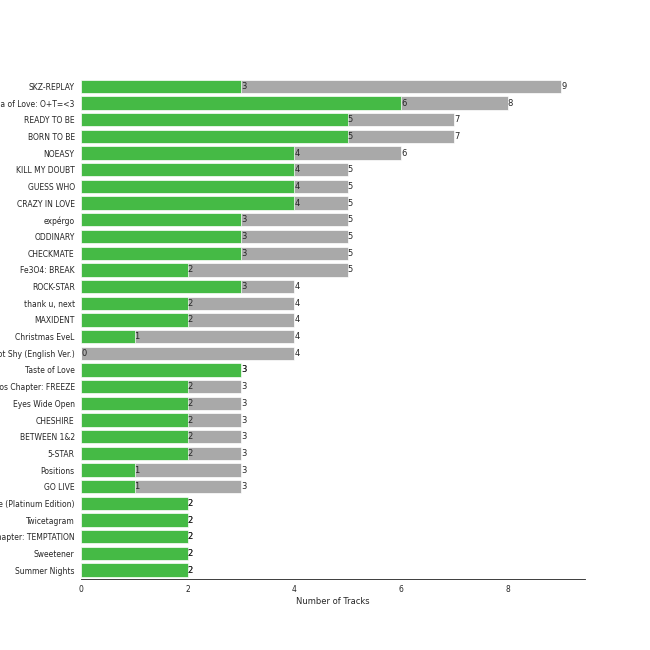 SKZ-REPLAY 3 9
a of Love: O+T=<3 6 8
READY TO BE 5 7
BORN TO BE 5 7
NOEASY 4 6
KILL MY DOUBT 4 5
GUESS WHO 4 5
CRAZY IN LOVE 4 5
expérgo 3 5
ODDINARY 3 5
CHECKMATE 3 5
Fe3O4: BREAK 2 5
ROCK-STAR 3 4
thank u, next 2 4
MAXIDENT 2 4
Christmas EveL 1 4
ot Shy (English Ver.) 0 4
Taste of Love 3
os Chapter: FREEZE 2 3
Eyes Wide Open 2 3
CHESHIRE 2 3
BETWEEN 1&2 2 3
5-STAR 2 3
Positions 1 3
GO LIVE 1 3
e (Platinum Edition) 2
Twicetagram 2
hapter: TEMPTATION 2
Sweetener 2
Summer Nights 2
0 2 4 6 8
Number of Tracks